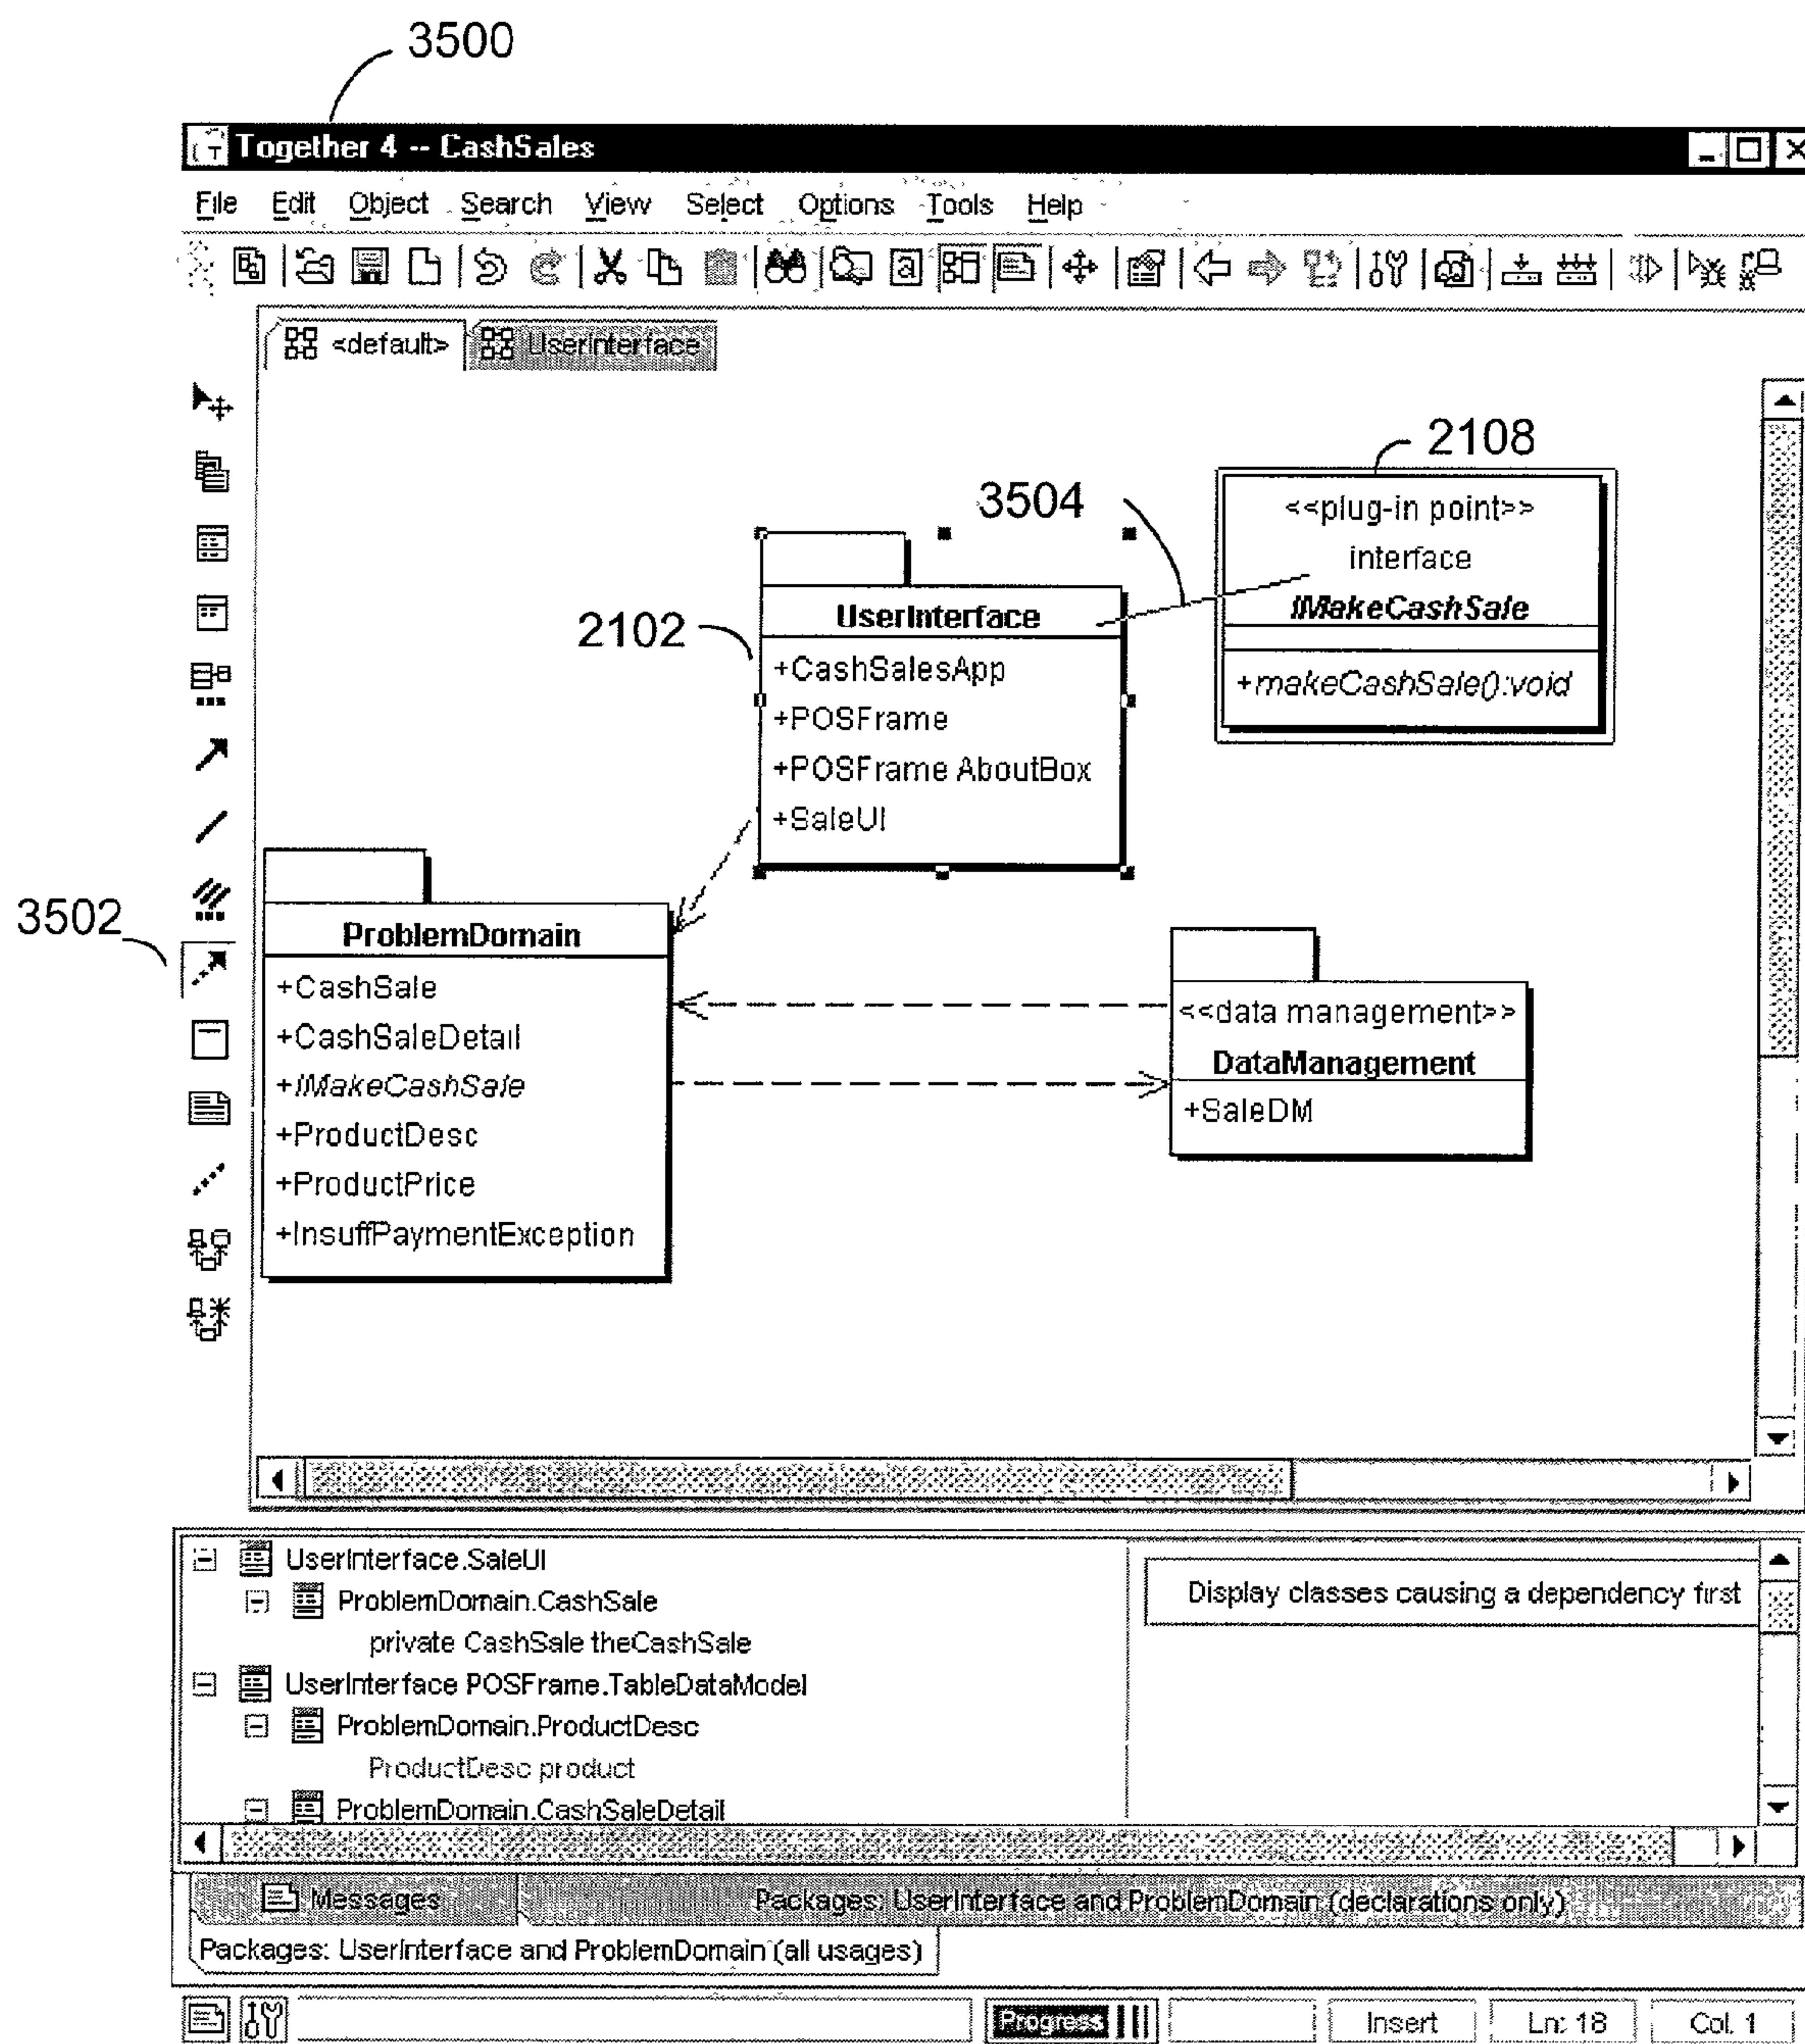 3500
Together 4 -- CashSales
File Edit Object Search View Select Options Tools Help
<default> UserInterface
2108
<<plug-in point>>
interface
IMakeCashSale
+makeCashSale():void
3504
2102
UserInterface
+CashSalesApp
+POSFrame
+POSFrame AboutBox
+SaleUI
3502
ProblemDomain
+CashSale
+CashSaleDetail
+IMakeCashSale
+ProductDesc
+ProductPrice
+InsuffPaymentException
<<data management>>
DataManagement
+SaleDM
UserInterface.SaleUI
ProblemDomain.CashSale
private CashSale theCashSale
UserInterface POSFrame.TableDataModel
ProblemDomain.ProductDesc
ProductDesc product
ProblemDomain.CashSaleDetail
Display classes causing a dependency first
Messages Packages: UserInterface and ProblemDomain (declarations only)
Packages: UserInterface and ProblemDomain (all usages)
Progress Insert Ln: 18 Col. 1